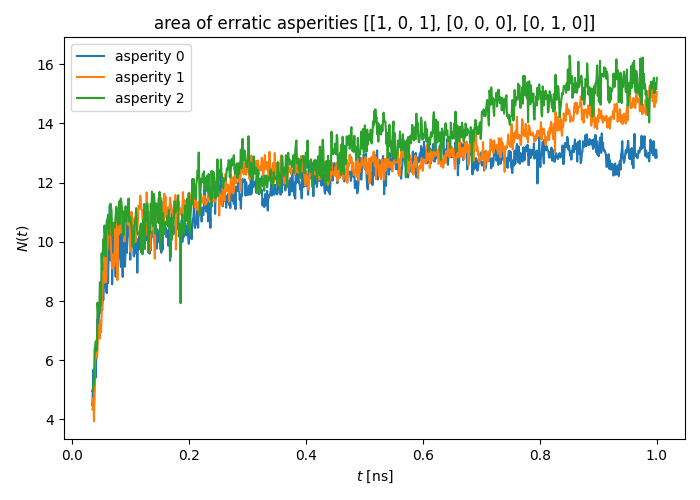 area of erratic asperities [[1, 0, 1], [0, 0, 0], [0, 1, 0]]
asperity 0
asperity 1
asperity 2
16
14
12
10
8
6
4
N(t)
0.0 0.2 0.4 0.6 0.8 1.0
t [ns]